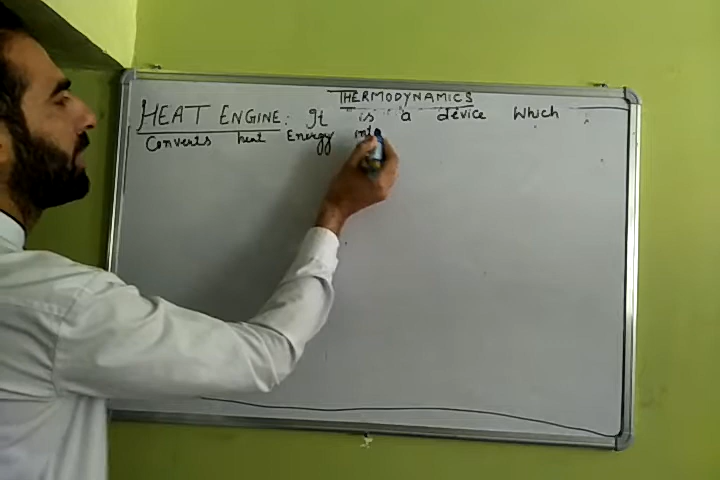 THERMODYNAMICS
HEAT ENGINE: It is a device which
Converts heat Energy into